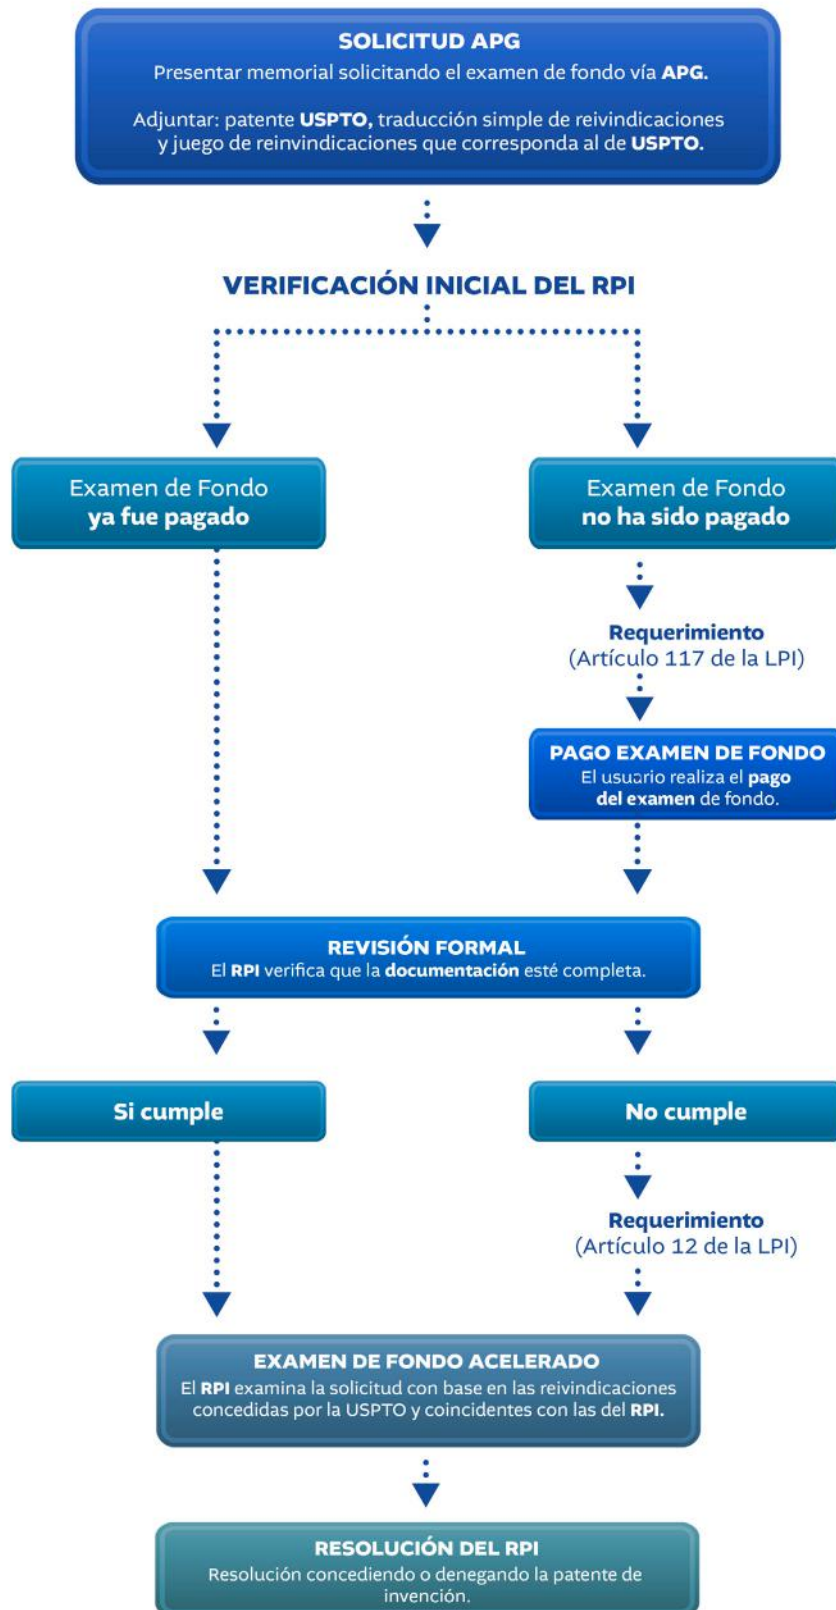 SOLICITUD APG
Presentar memorial solicitando el examen de fondo vía APG.
Adjuntar: patente USPTO, traducción simple de reivindicaciones
y juego de reinvindicaciones que corresponda al de USPTO.
VERIFICACIÓN INICIAL DEL RPI
Examen de Fondo
ya fue pagado
Examen de Fondo
no ha sido pagado
Requerimiento
(Artículo 117 de la LPI)
PAGO EXAMEN DE FONDO
El usuario realiza el pago
del examen de fondo.
REVISIÓN FORMAL
El RPI verifica que la documentación esté completa.
Si cumple
No cumple
Requerimiento
(Artículo 12 de la LPI)
EXAMEN DE FONDO ACELERADO
El RPI examina la solicitud con base en las reivindicaciones
concedidas por la USPTO y coincidentes con las del RPI.
RESOLUCIÓN DEL RPI
Resolución concediendo o denegando la patente de
invención.